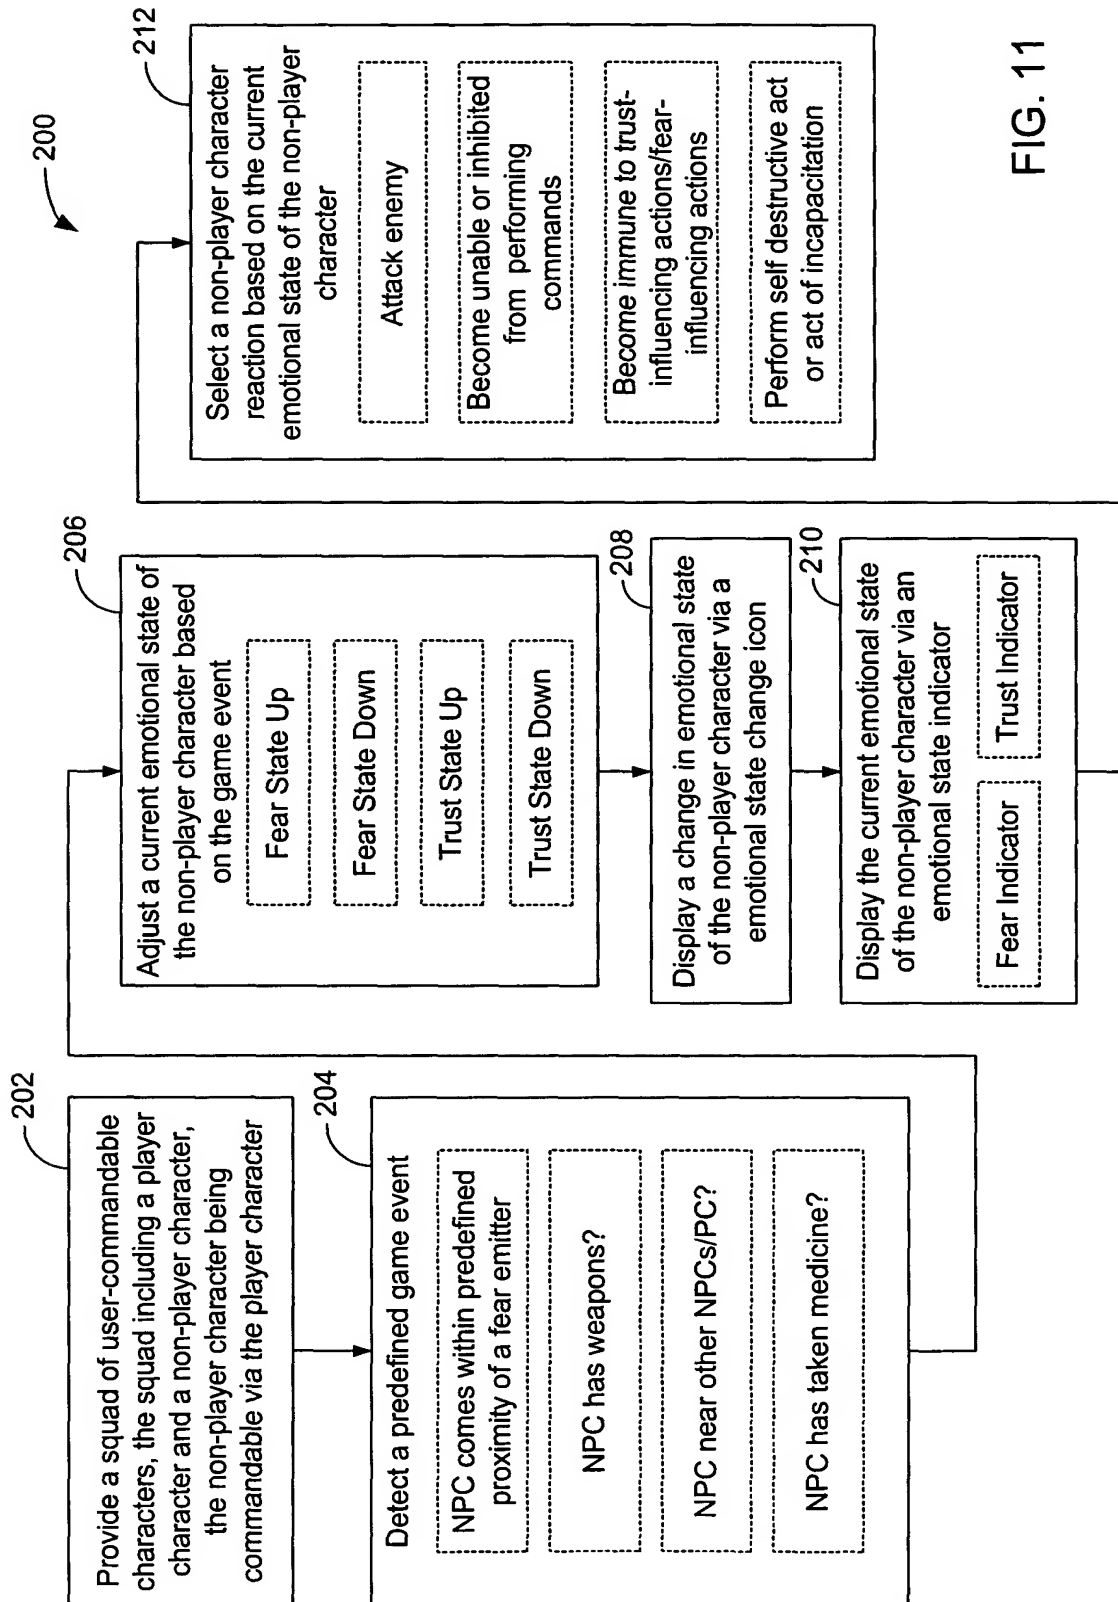 200
202
Provide a squad of user-commandable
characters, the squad including a player
character and a non-player character,
the non-player character being
commandable via the player character
204
Detect a predefined game event
NPC comes within predefined
proximity of a fear emitter
NPC has weapons?
NPC near other NPCs/PC?
NPC has taken medicine?
206
Adjust a current emotional state of
the non-player character based
on the game event
Fear State Up
Fear State Down
Trust State Up
Trust State Down
208
Display a change in emotional state
of the non-player character via a
emotional state change icon
210
Display the current emotional state
of the non-player character via an
emotional state indicator
Fear Indicator
Trust Indicator
212
Select a non-player character
reaction based on the current
emotional state of the non-player
character
Attack enemy
Become unable or inhibited
from performing
commands
Become immune to trust-
influencing actions/fear-
influencing actions
Perform self destructive act
or act of incapacitation
FIG. 11